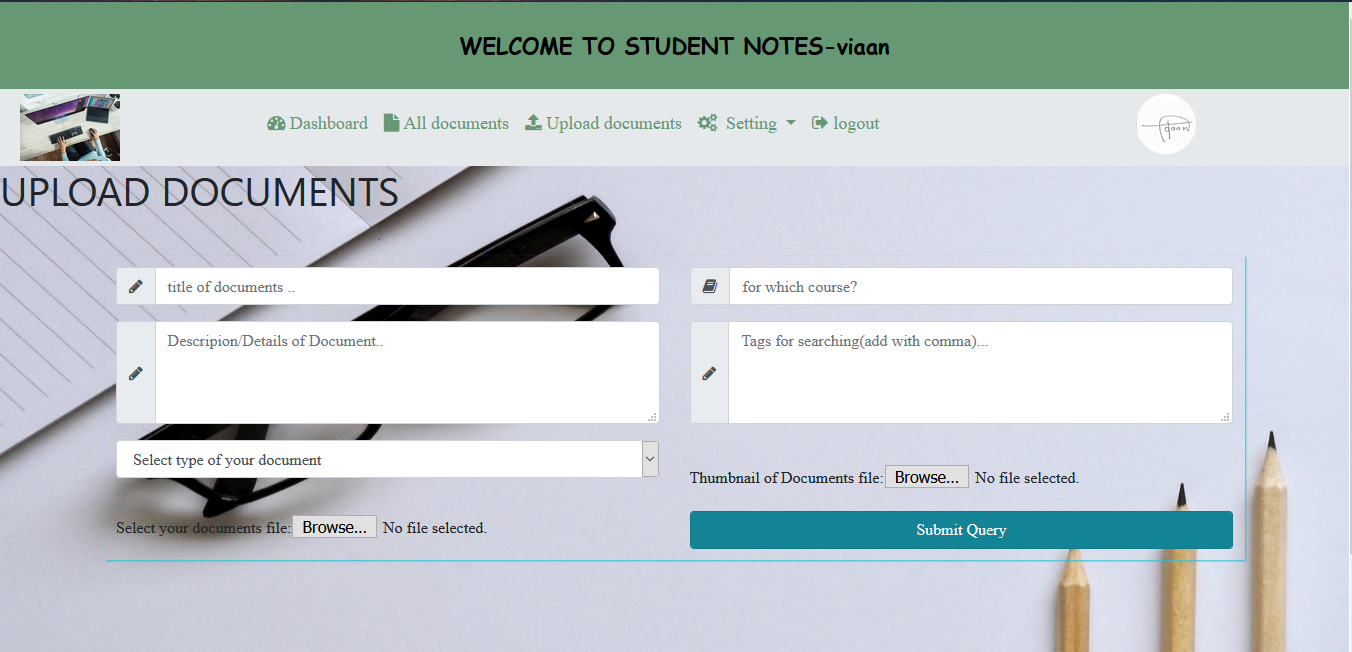 WELCOME TO STUDENT NOTES-viaan
Dashboard All documents Upload documents Setting logout
UPLOAD DOCUMENTS
title of documents .. for which course?
Descripion/Details of Document.. Tags for searching(add with comma)...
Select type of your document
Thumbnail of Documents file: Browse... No file selected.
Select your documents file: Browse... No file selected.
Submit Query